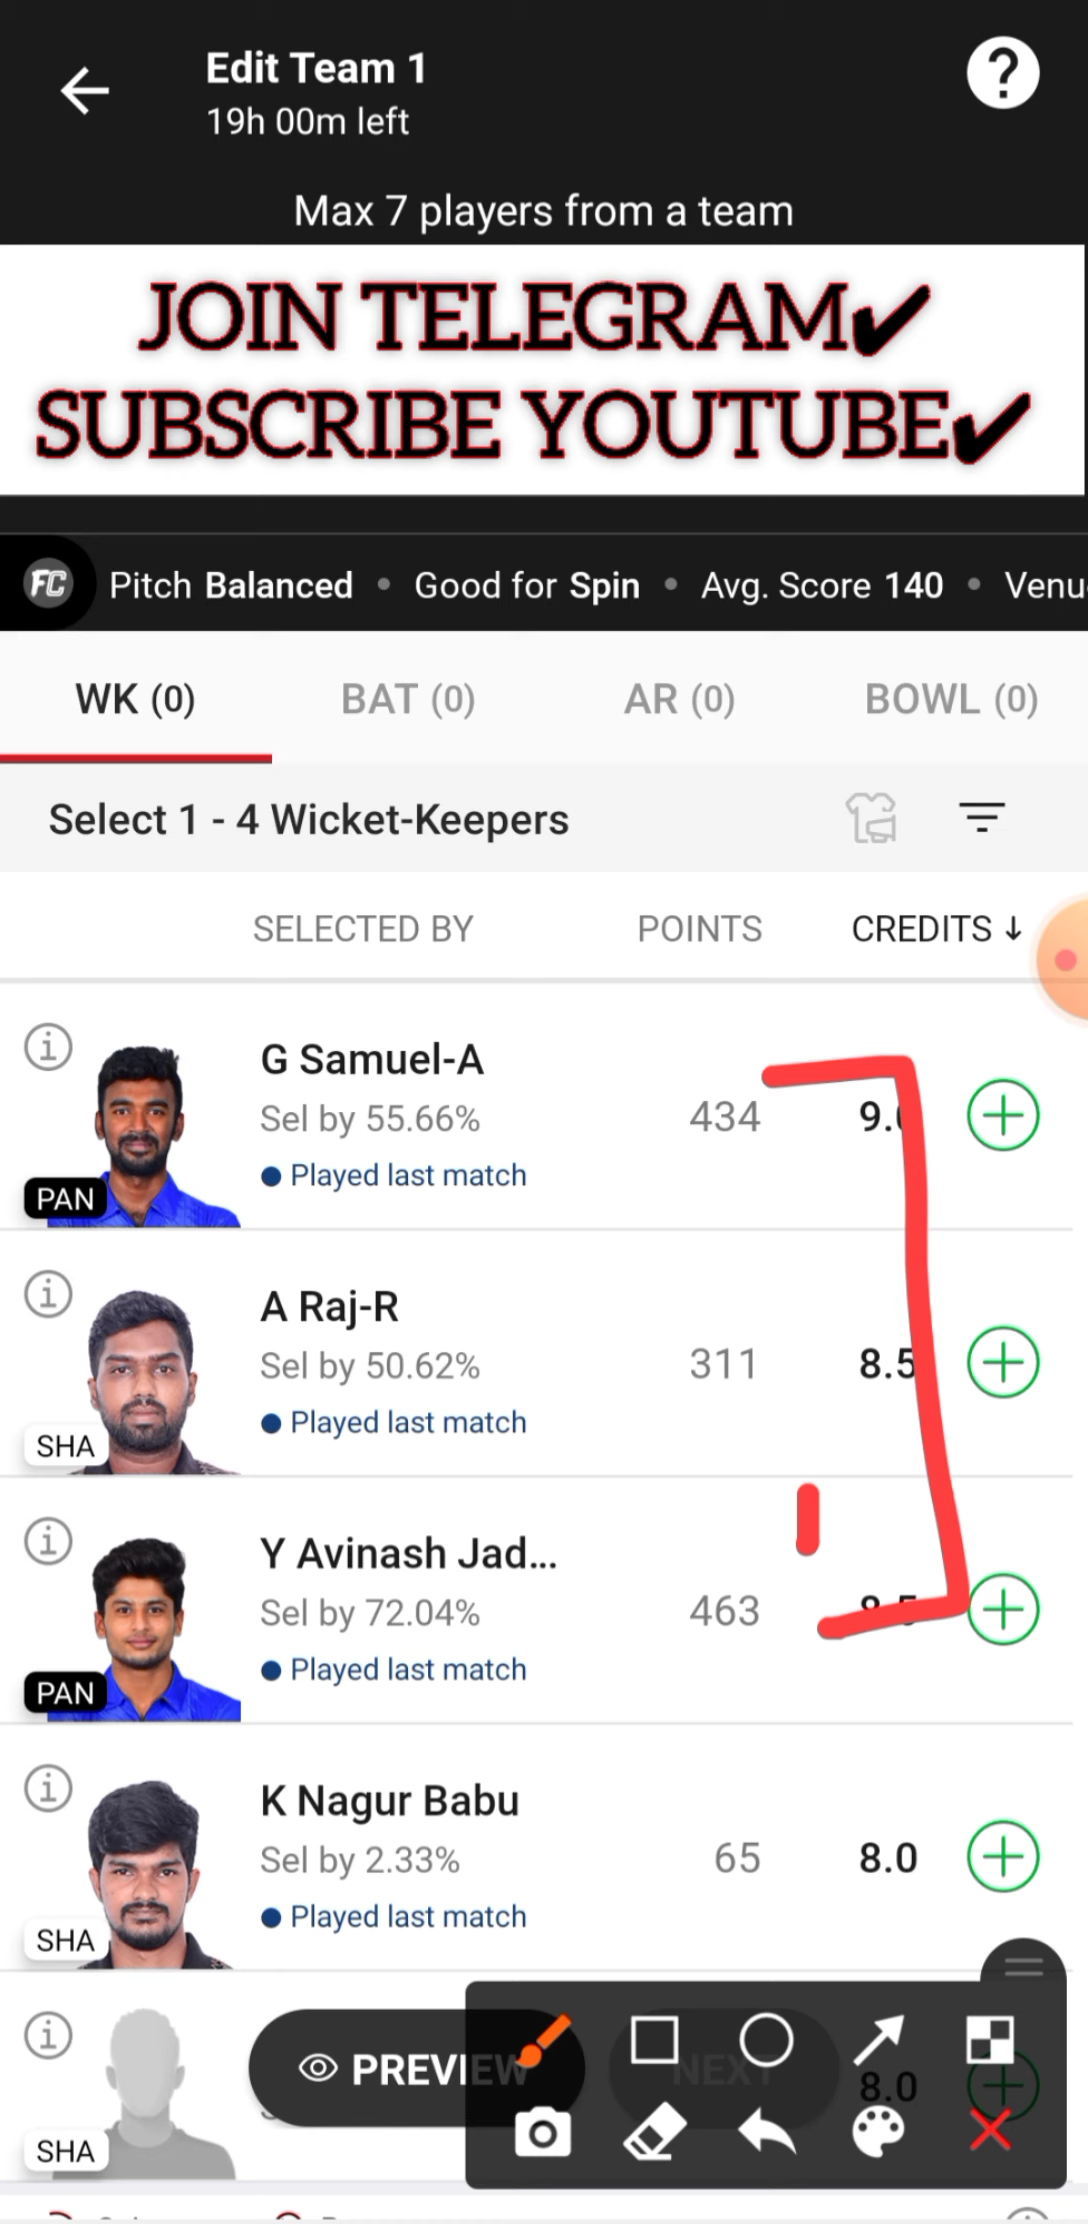 Edit Team 1
19h 00m left
?
Max 7 players from a team
JOIN TELEGRAM✔
SUBSCRIBE YOUTUBE✔
FC Pitch Balanced • Good for Spin • Avg. Score 140 •
WK (0) BAT (0) AR (0) BOWL (0)
Select 1 - 4 Wicket-Keepers
SELECTED BY POINTS CREDITS ↓
G Samuel-A
Sel by 55.66% 434
Played last match
PAN
A Raj-R
Sel by 50.62% 311 8.5
Played last match
SHA
Y Avinash Jad...
Sel by 72.04% 463
Played last match
PAN
K Nagur Babu
Sel by 2.33% 65 8.0
Played last match
SHA
PREVIEW NEXT 8.0
SHA